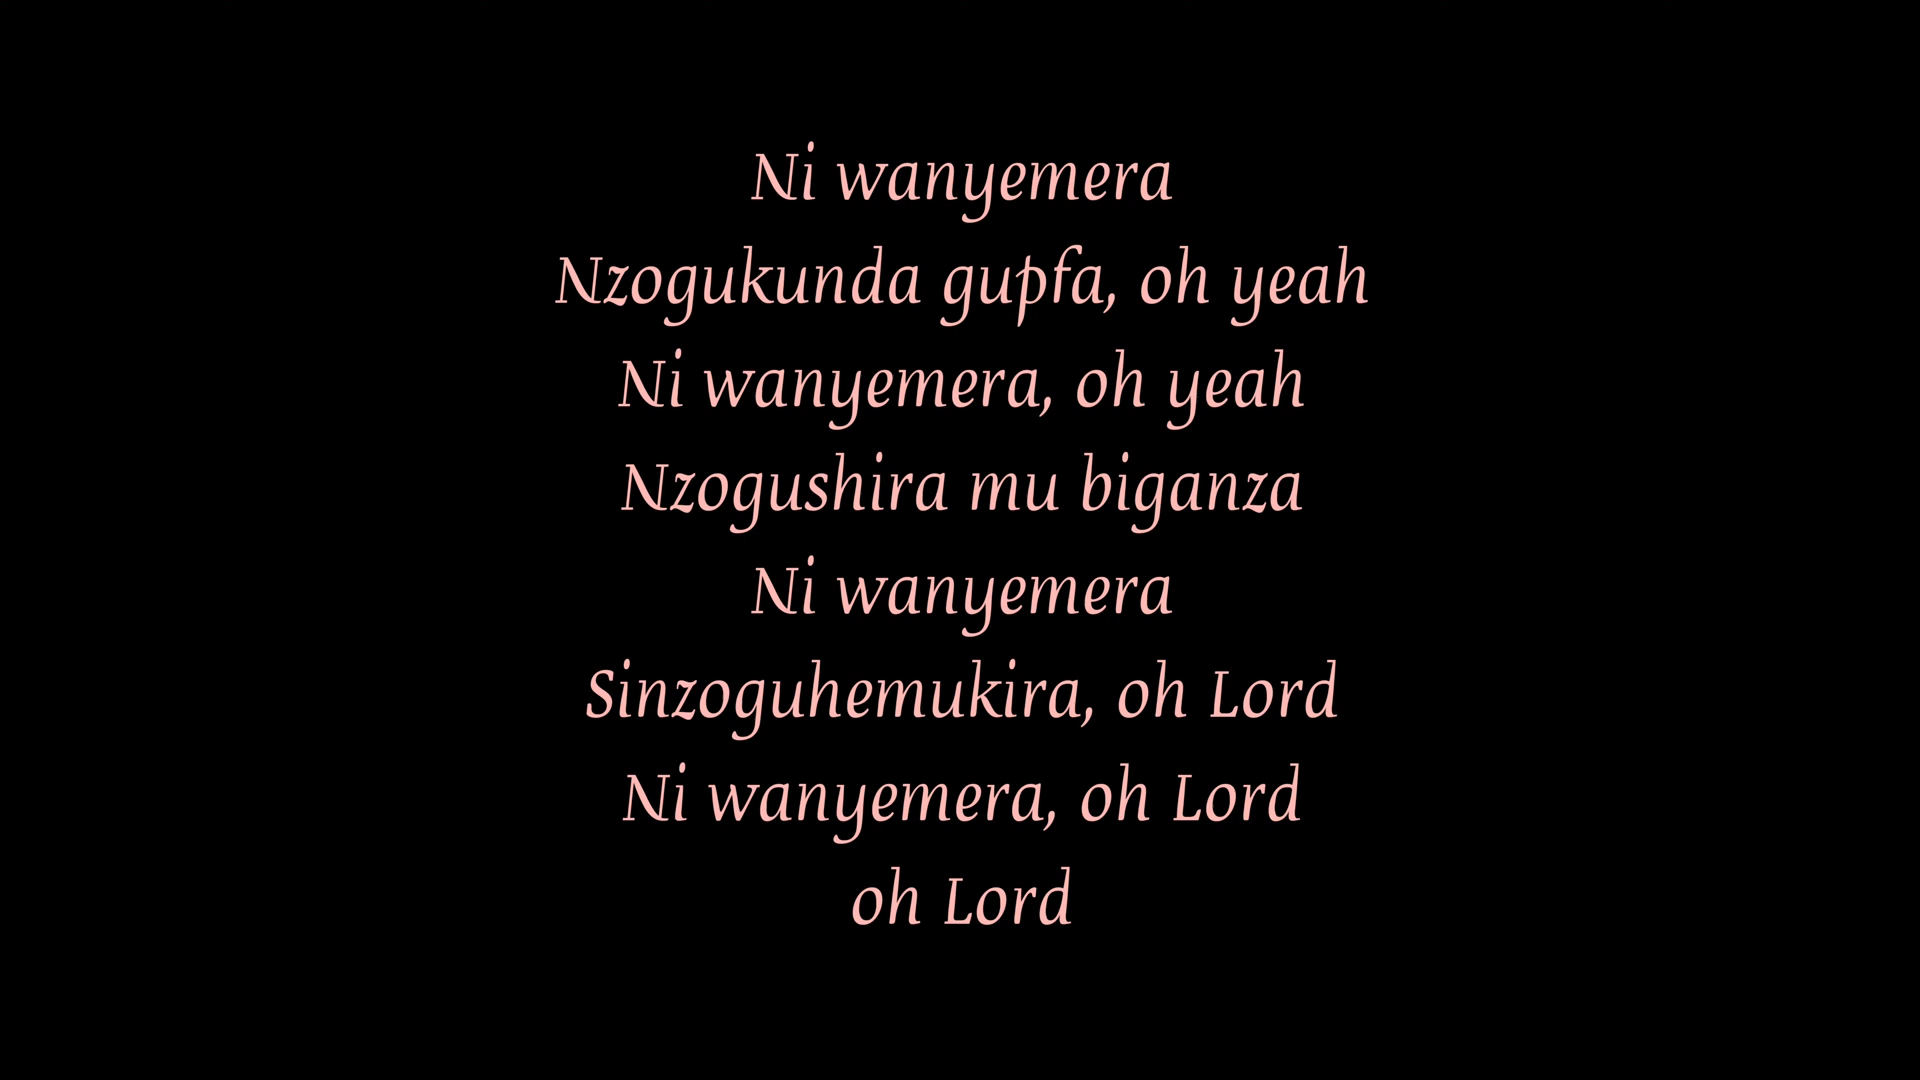 Ni wanyemera
Nzogukunda gupfa, oh yeah
Ni wanyemera, oh yeah
Nzogushira mu biganza
Ni wanyemera
Sinzoguhemukira, oh Lord
Ni wanyemera, oh Lord
oh Lord